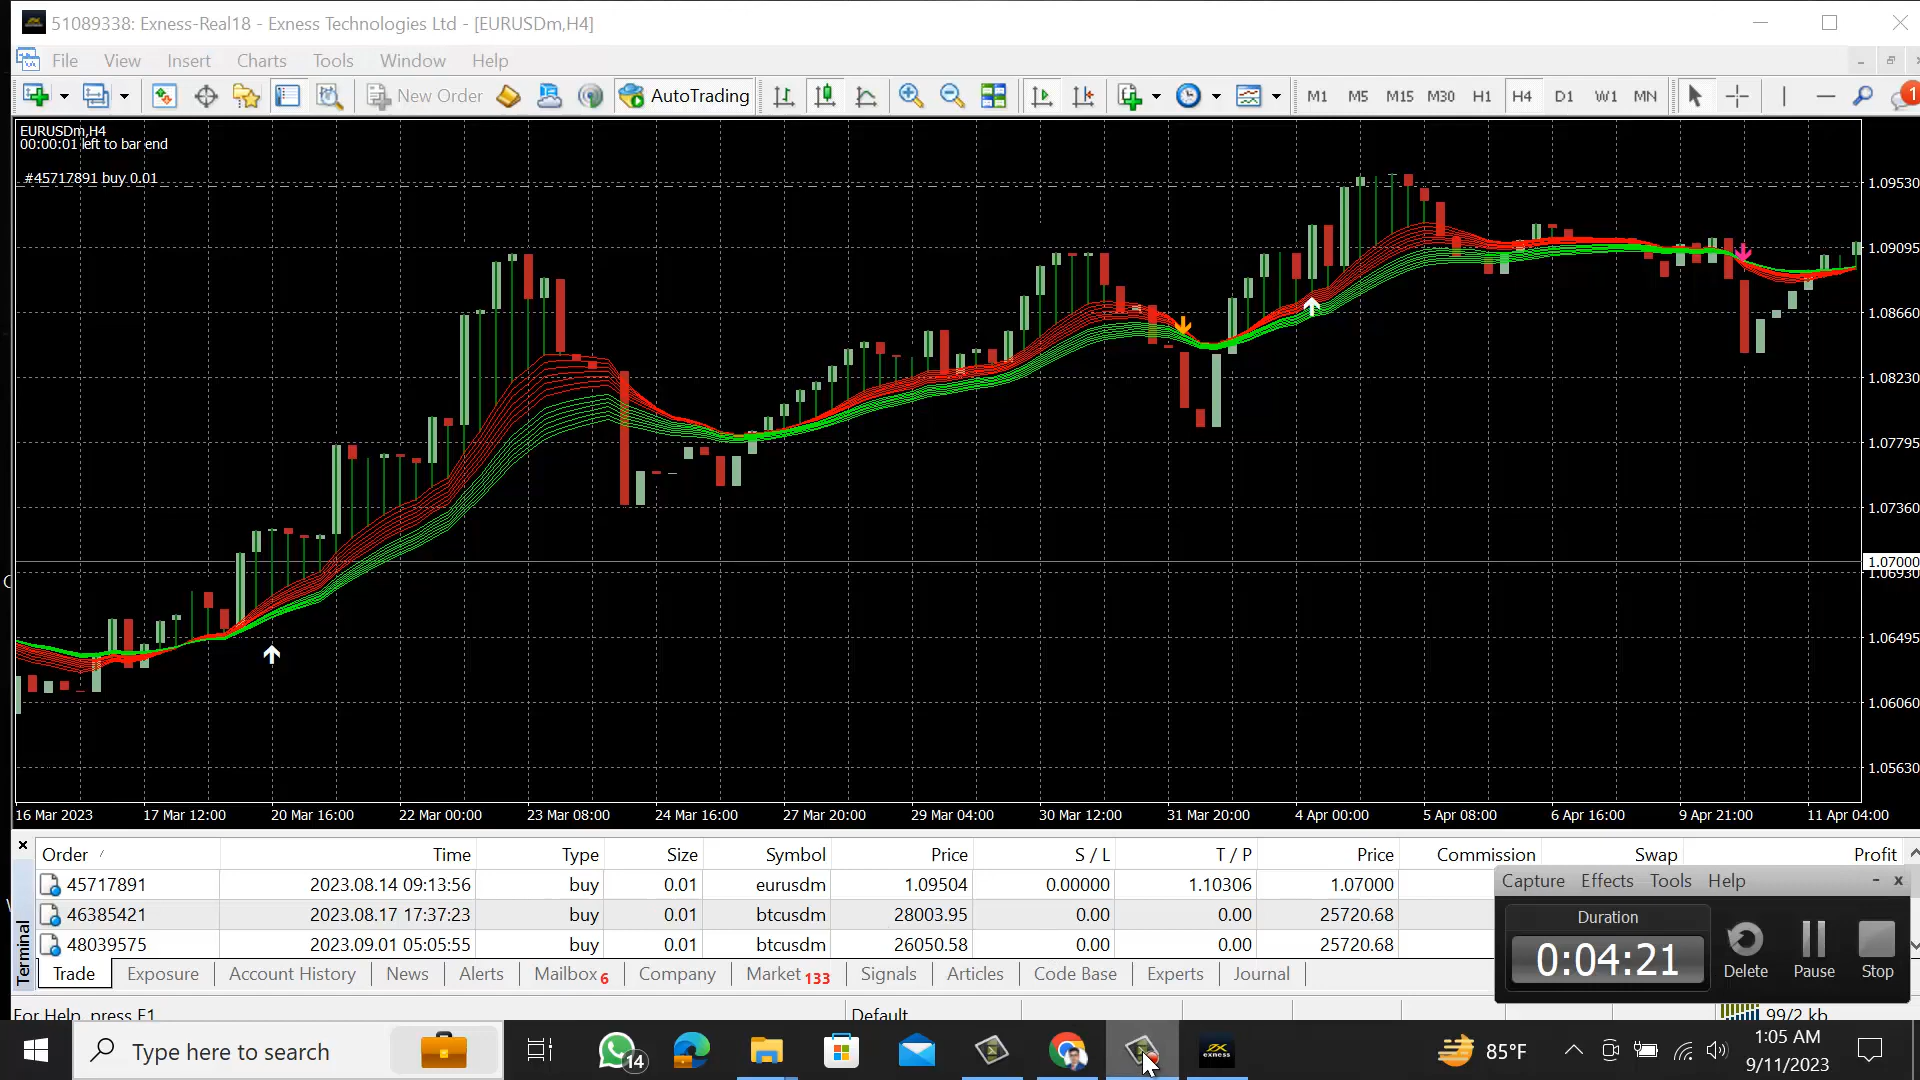 51089338: Exness-Real18 - Exness Technologies Ltd - [EURUSDm,H4]
File View Insert Charts Tools Window Help
New Order AutoTrading M1 M5 M15 M30 H1 H4 D1 W1 MN 1
EURUSDm,H4
00:00:01 left to bar end
#45717891 buy 0.01
1.09530
1.09095
1.08660
1.08230
1.07795
1.07360
1.07000
1.06930
1.06495
1.06060
1.05630
16 Mar 2023 17 Mar 12:00 20 Mar 16:00 22 Mar 00:00 23 Mar 08:00 24 Mar 16:00 27 Mar 20:00 29 Mar 04:00 30 Mar 12:00 31 Mar 20:00 4 Apr 00:00 5 Apr 08:00 6 Apr 16:00 9 Apr 21:00 11 Apr 04:00
Order Time Type Size Symbol Price S / L T / P Price Commission Swap Profit
45717891 2023.08.14 09:13:56 buy 0.01 eurusdm 1.09504 0.00000 1.10306 1.07000
46385421 2023.08.17 17:37:23 buy 0.01 btcusdm 28003.95 0.00 0.00 25720.68
48039575 2023.09.01 05:05:55 buy 0.01 btcusdm 26050.58 0.00 0.00 25720.68
Terminal
Trade Exposure Account History News Alerts Mailbox 6 Company Market 133 Signals Articles Code Base Experts Journal
Capture Effects Tools Help
Duration
0:04:21
Delete Pause Stop
For Help, press F1 Default 99/2 kb
Type here to search
14
exness
85°F
1:05 AM
9/11/2023